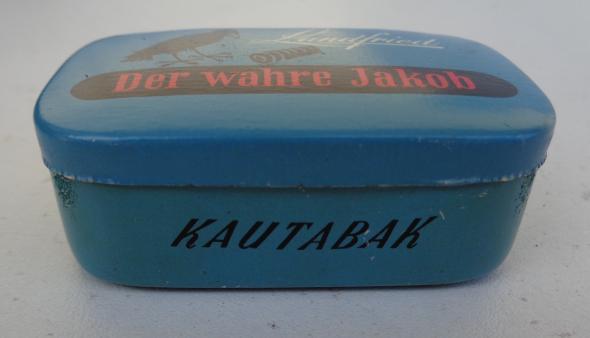 Landfried
Der wahre Jakob
KAUTABAK